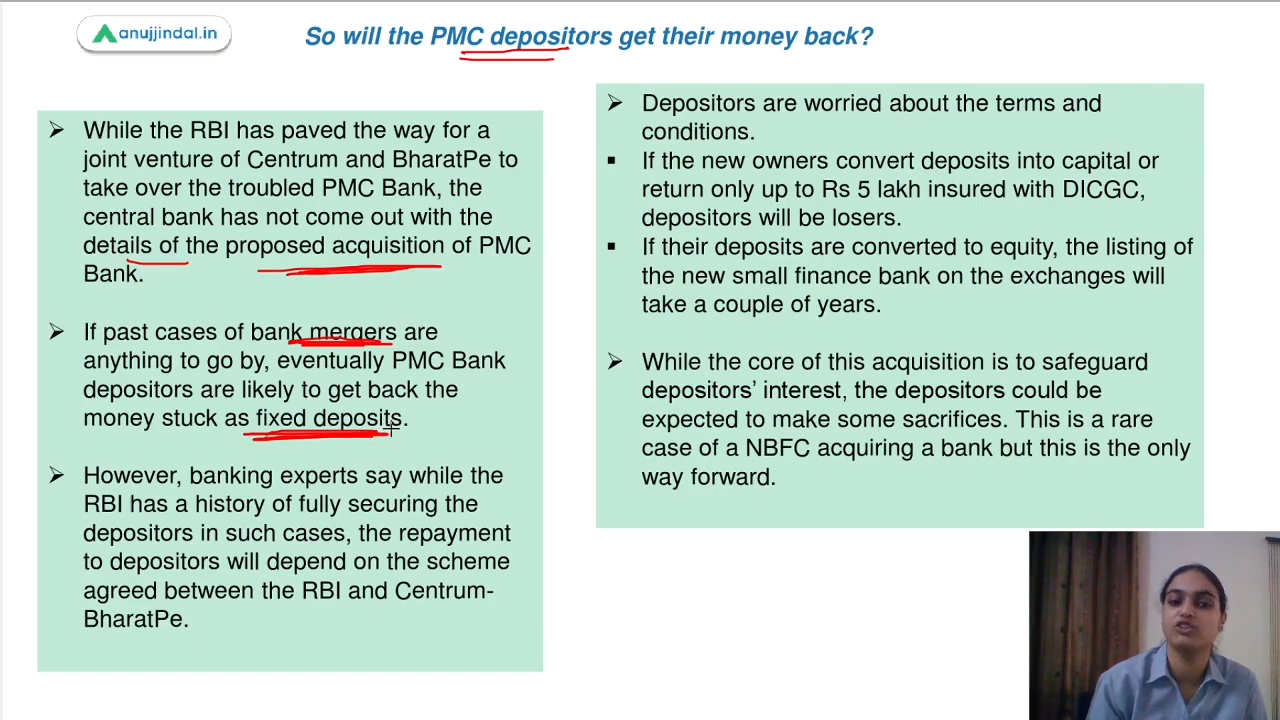 anujjindal.in
So will the PMC depositors get their money back?
➢ While the RBI has paved the way for a
joint venture of Centrum and BharatPe to
take over the troubled PMC Bank, the
central bank has not come out with the
details of the proposed acquisition of PMC
Bank.
➢ If past cases of bank mergers are
anything to go by, eventually PMC Bank
depositors are likely to get back the
money stuck as fixed deposits.
➢ However, banking experts say while the
RBI has a history of fully securing the
depositors in such cases, the repayment
to depositors will depend on the scheme
agreed between the RBI and Centrum-
BharatPe.
➢ Depositors are worried about the terms and
conditions.
▪ If the new owners convert deposits into capital or
return only up to Rs 5 lakh insured with DICGC,
depositors will be losers.
▪ If their deposits are converted to equity, the listing of
the new small finance bank on the exchanges will
take a couple of years.
➢ While the core of this acquisition is to safeguard
depositors’ interest, the depositors could be
expected to make some sacrifices. This is a rare
case of a NBFC acquiring a bank but this is the only
way forward.